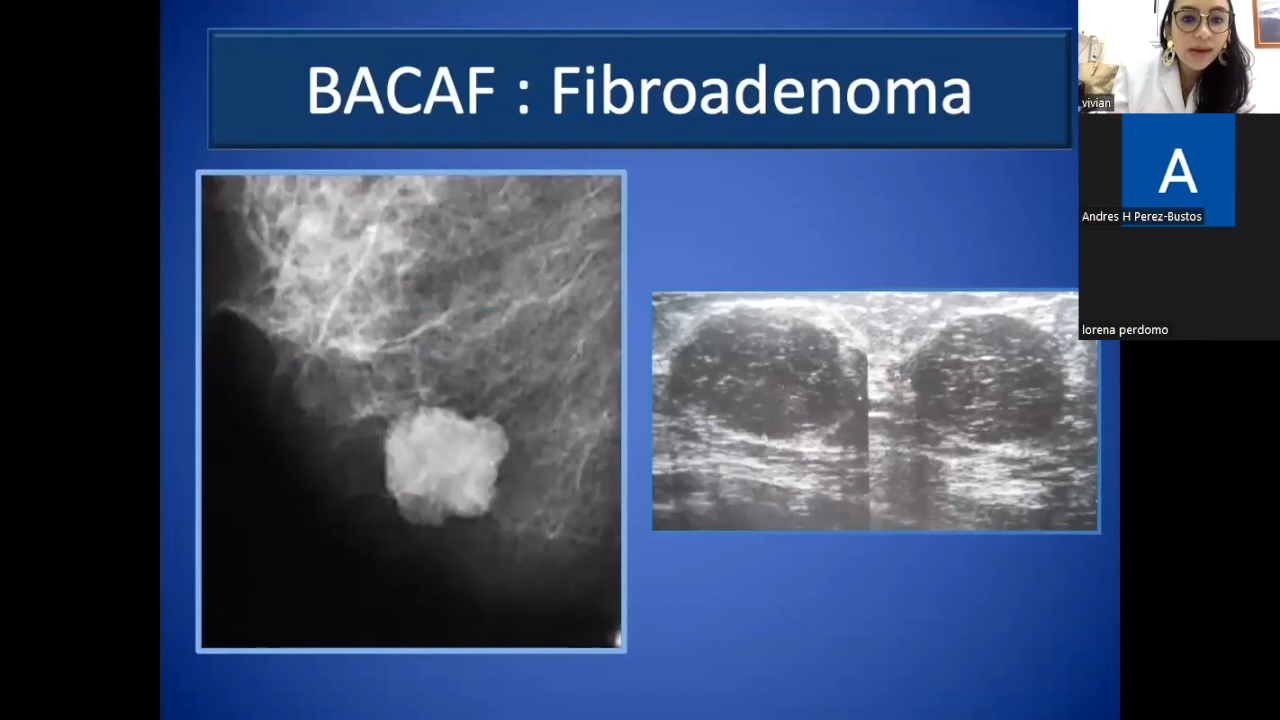 BACAF : Fibroadenoma
vivian
A
Andres H Perez-Bustos
lorena perdomo